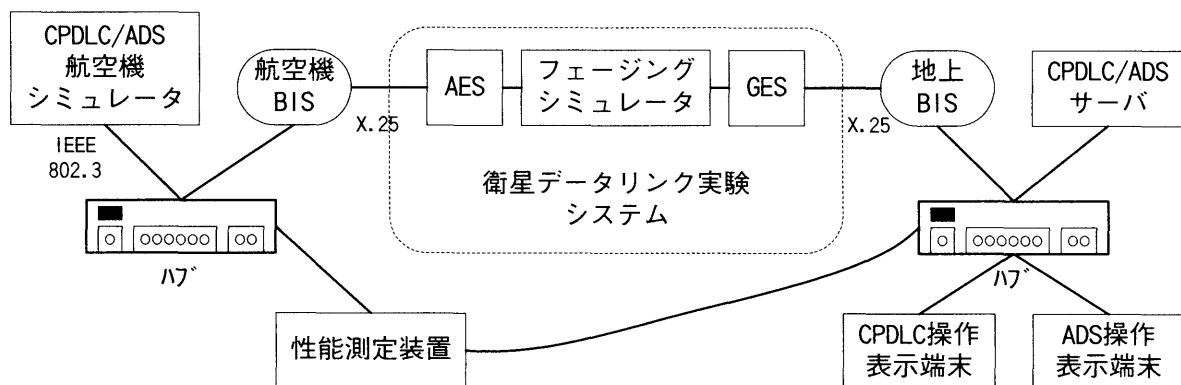 CPDLC/ADS
航空機
シミュレータ
航空機
BIS
AES
フェージング
シミュレータ
GES
地上
BIS
CPDLC/ADS
サーバ
X.25
X.25
IEEE
802.3
衛星データリンク実験
システム
ﾊﾌﾞ
ﾊﾌﾞ
性能測定装置
CPDLC操作
表示端末
ADS操作
表示端末